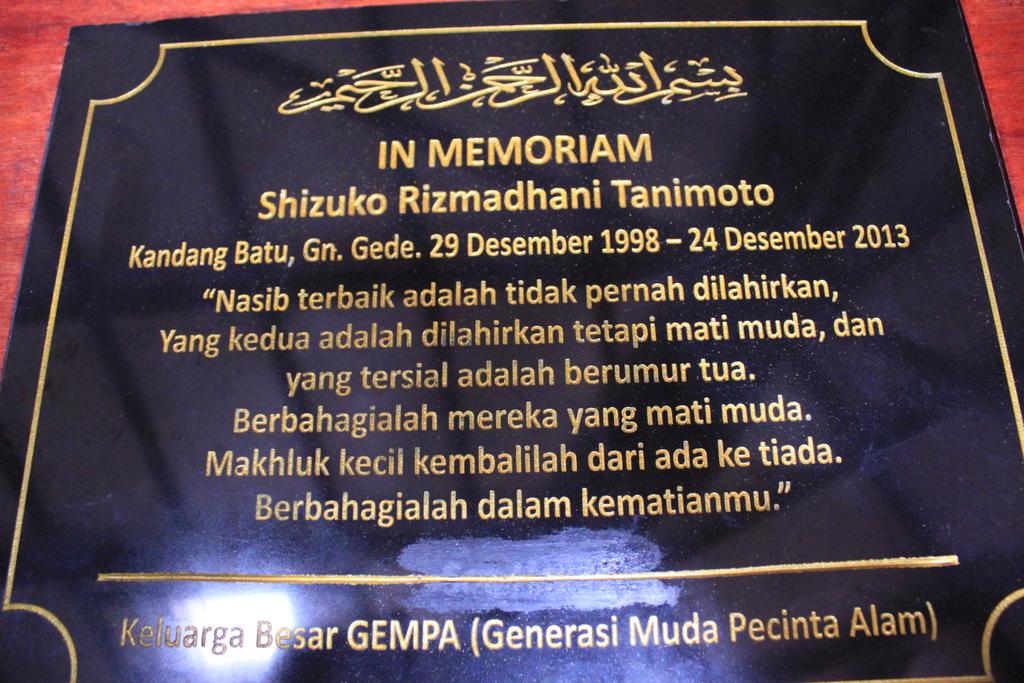 بسم الله الرحمن الرحيم
IN MEMORIAM
Shizuko Rizmadhani Tanimoto
Kandang Batu, Gn. Gede. 29 Desember 1998 – 24 Desember 2013
“Nasib terbaik adalah tidak pernah dilahirkan,
Yang kedua adalah dilahirkan tetapi mati muda, dan
yang tersial adalah berumur tua.
Berbahagialah mereka yang mati muda.
Makhluk kecil kembalilah dari ada ke tiada.
Berbahagialah dalam kematianmu.”
Keluarga Besar GEMPA (Generasi Muda Pecinta Alam)